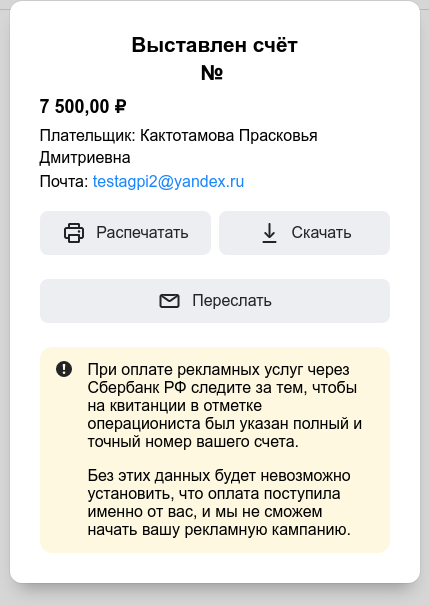 Выставлен счёт
№
7 500,00 ₽
Плательщик: Кактотамова Прасковья
Дмитриевна
Почта: testagpi2@yandex.ru
Распечатать
Скачать
Переслать
При оплате рекламных услуг через
Сбербанк РФ следите за тем, чтобы
на квитанции в отметке
операциониста был указан полный и
точный номер вашего счета.
Без этих данных будет невозможно
установить, что оплата поступила
именно от вас, и мы не сможем
начать вашу рекламную кампанию.